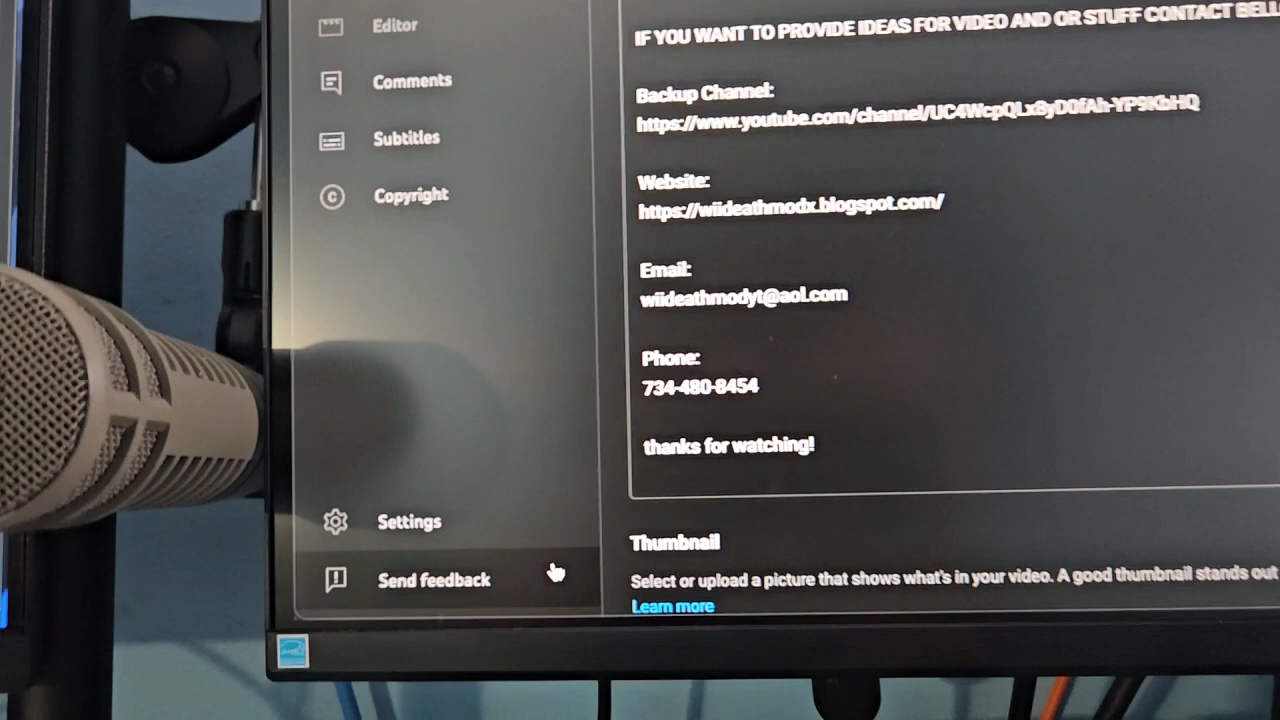 Editor
Comments
Subtitles
Copyright
Settings
Send feedback
IF YOU WANT TO PROVIDE IDEAS FOR VIDEO AND OR STUFF CONTACT
Backup Channel:
https://www.youtube.com/channel/UC4WcpQLx8yD0fAh-YP9KbHQ
Website:
https://wiideathmodx.blogspot.com/
Email:
wiideathmodyt@aol.com
Phone:
734-480-8454
thanks for watching!
Thumbnail
Select or upload a picture that shows what's in your video. A good thumbnail stands out
Learn more